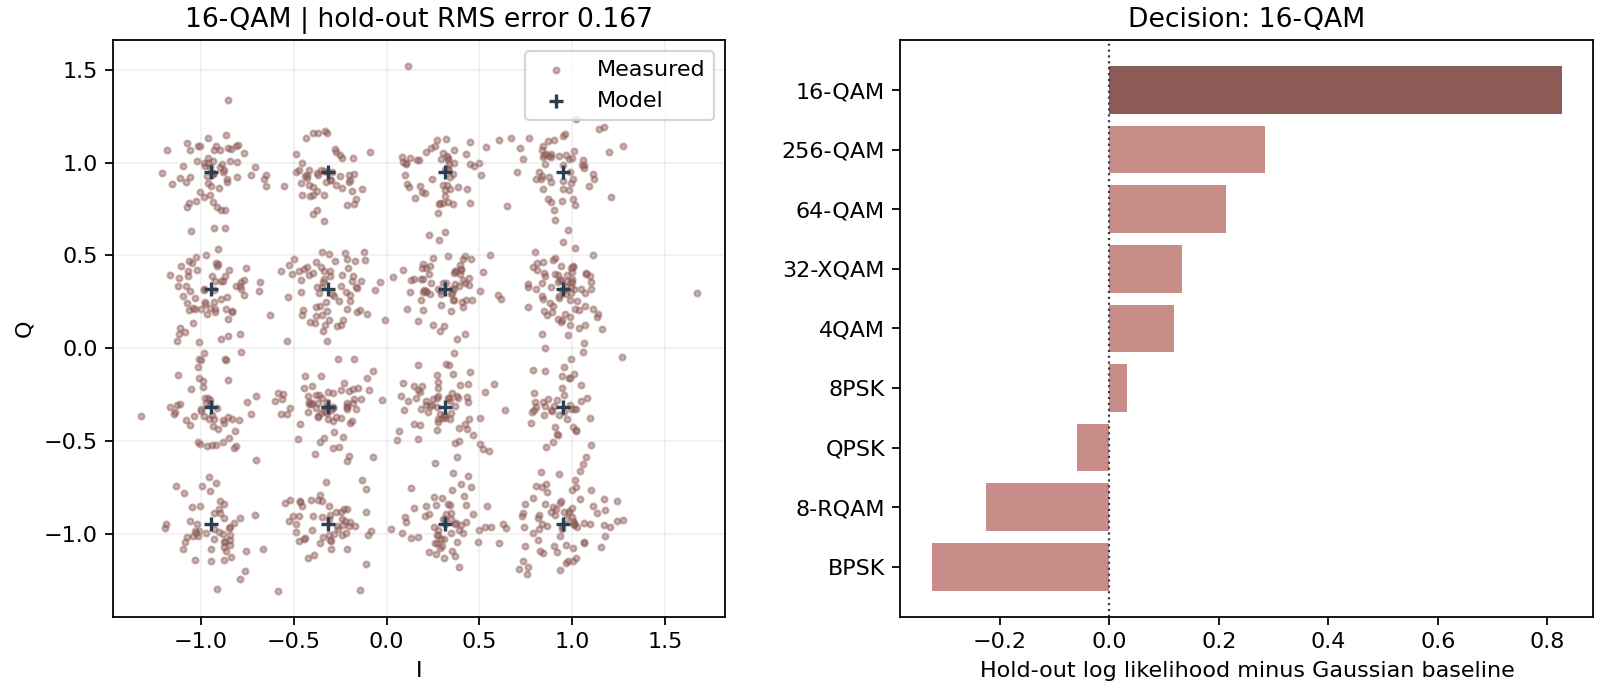 16-QAM | hold-out RMS error 0.167
Measured
Model
1.5
1.0
0.5
0.0
−0.5
−1.0
Q
−1.0
−0.5
0.0
0.5
1.0
1.5
I
Decision: 16-QAM
16-QAM
256-QAM
64-QAM
32-XQAM
4QAM
8PSK
QPSK
8-RQAM
BPSK
−0.2
0.0
0.2
0.4
0.6
0.8
Hold-out log likelihood minus Gaussian baseline